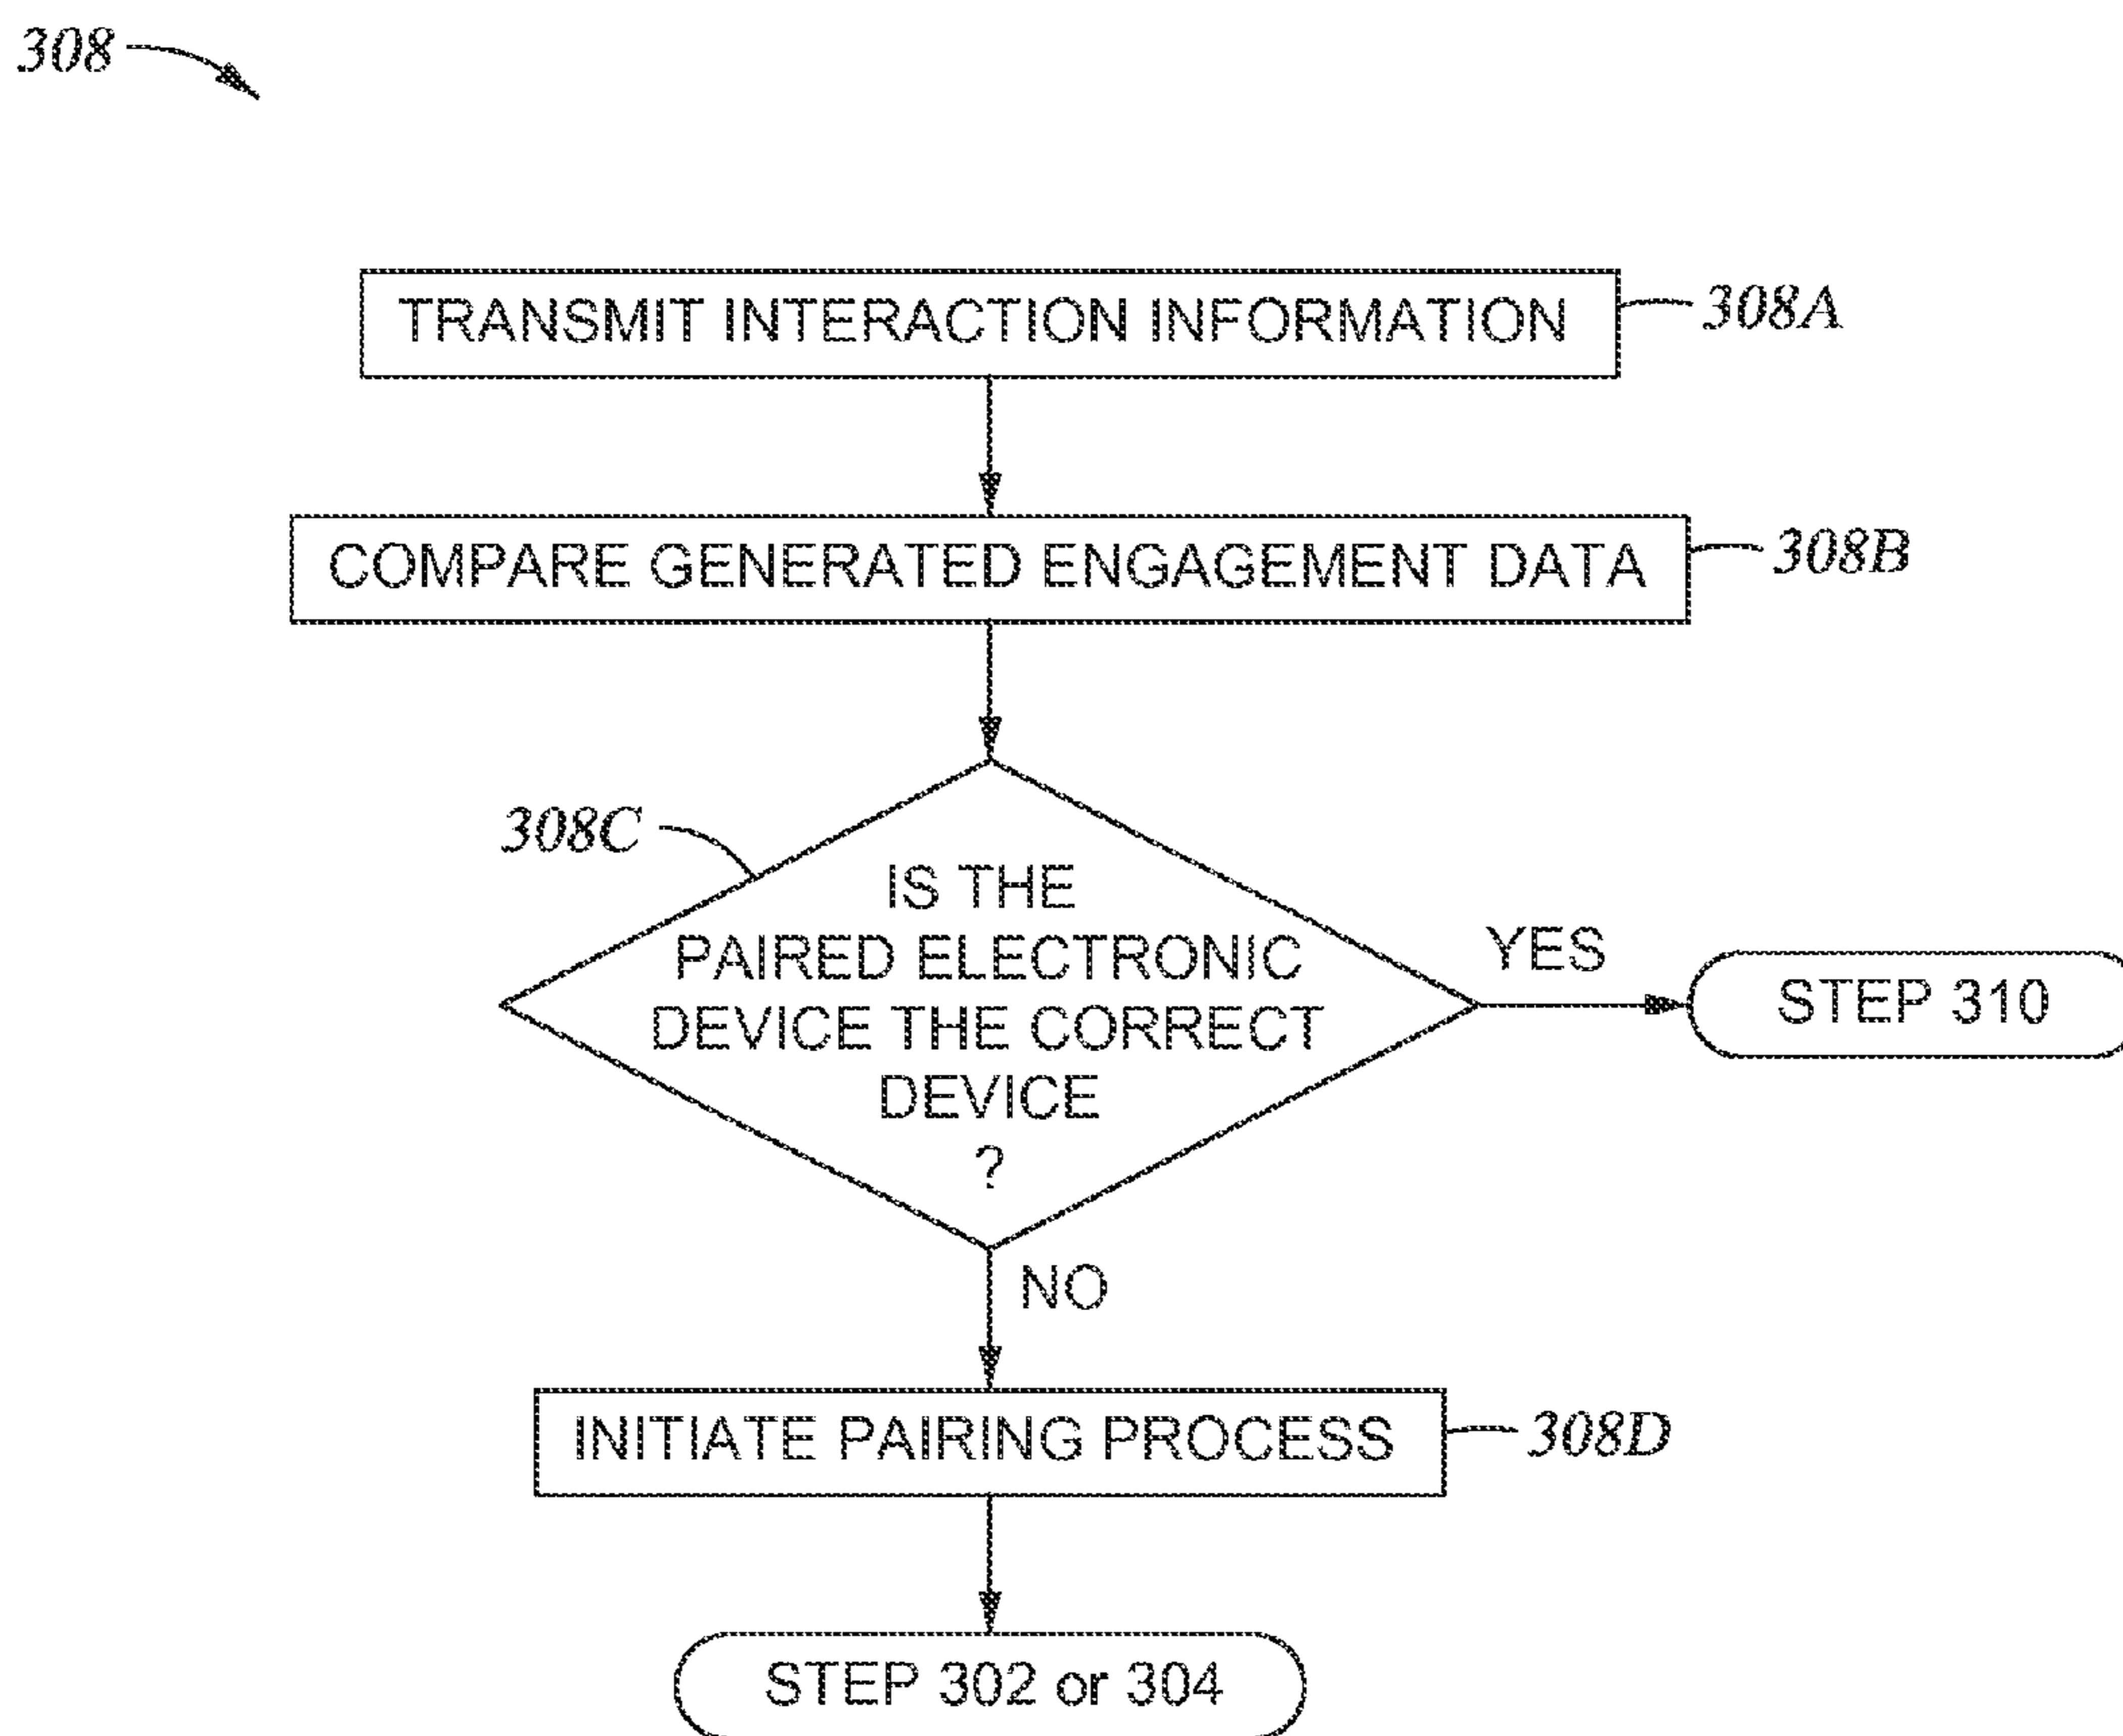 308
TRANSMIT INTERACTION INFORMATION
308A
COMPARE GENERATED ENGAGEMENT DATA
308B
308C
IS THE
PAIRED ELECTRONIC
DEVICE THE CORRECT
DEVICE
?
YES
STEP 310
NO
INITIATE PAIRING PROCESS
308D
STEP 302 or 304